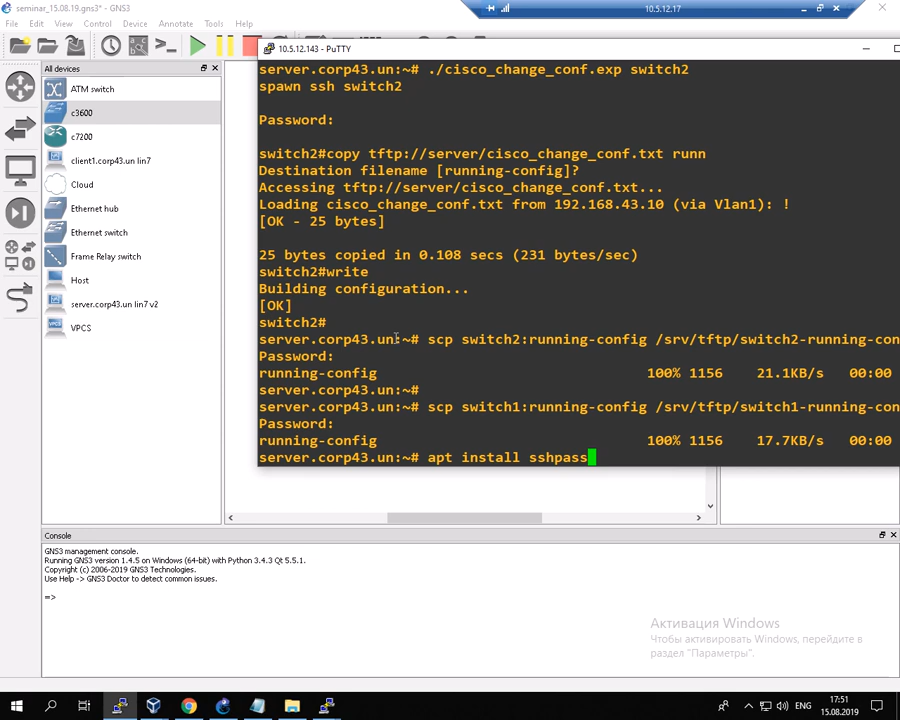 seminar_15.08.19.gns3* - GNS3
10.5.12.17
File Edit View Control Device Annotate Tools Help
10.5.12.143 - PuTTY
All devices
ATM switch
c3600
c7200
client1.corp43.un lin7
Cloud
Ethernet hub
Ethernet switch
Frame Relay switch
Host
server.corp43.un lin7 v2
VPCS
server.corp43.un:~# ./cisco_change_conf.exp switch2
spawn ssh switch2
Password:
switch2#copy tftp://server/cisco_change_conf.txt runn
Destination filename [running-config]?
Accessing tftp://server/cisco_change_conf.txt...
Loading cisco_change_conf.txt from 192.168.43.10 (via Vlan1): !
[OK - 25 bytes]
25 bytes copied in 0.108 secs (231 bytes/sec)
switch2#write
Building configuration...
[OK]
switch2#
server.corp43.un:~# scp switch2:running-config /srv/tftp/switch2-running-con
Password:
running-config 100% 1156 21.1KB/s 00:00
server.corp43.un:~#
server.corp43.un:~# scp switch1:running-config /srv/tftp/switch1-running-con
Password:
running-config 100% 1156 17.7KB/s 00:00
server.corp43.un:~# apt install sshpass
Console
GNS3 management console.
Running GNS3 version 1.4.5 on Windows (64-bit) with Python 3.4.3 Qt 5.5.1.
Copyright (c) 2006-2019 GNS3 Technologies.
Use Help -> GNS3 Doctor to detect common issues.
=>
Активация Windows
Чтобы активировать Windows, перейдите в
раздел "Параметры".
ENG
17:51
15.08.2019